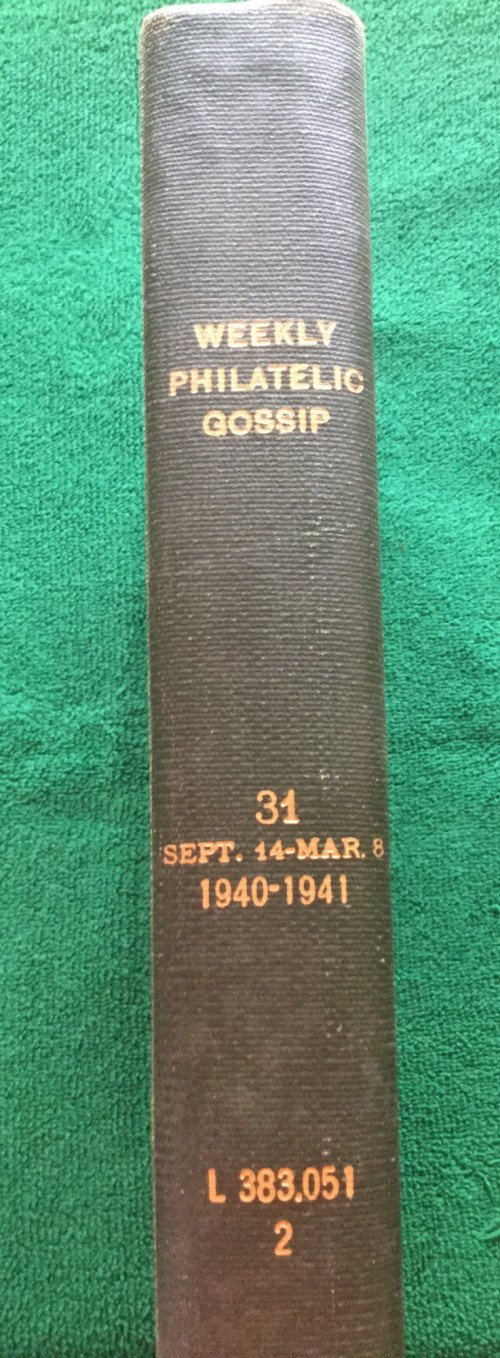 WEEKLY
PHILATELIC
GOSSIP
31
SEPT. 14-MAR. 8
1940-1941
L 383.051
2